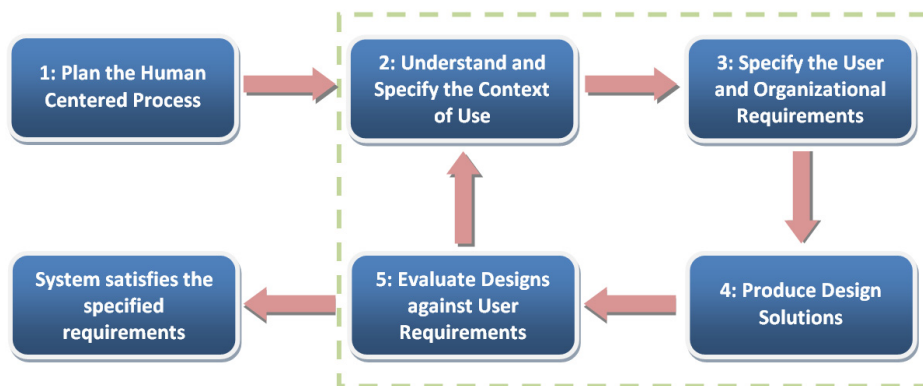 1: Plan the Human
Centered Process
2: Understand and
Specify the Context
of Use
3: Specify the User
and Organizational
Requirements
System satisfies the
specified
requirements
5: Evaluate Designs
against User
Requirements
4: Produce Design
Solutions